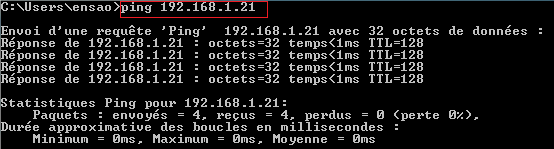 C:\Users\ensao>ping 192.168.1.21
Envoi d'une requête 'Ping'  192.168.1.21 avec 32 octets de données :
Réponse de 192.168.1.21 : octets=32 temps<1ms TTL=128
Réponse de 192.168.1.21 : octets=32 temps<1ms TTL=128
Réponse de 192.168.1.21 : octets=32 temps<1ms TTL=128
Réponse de 192.168.1.21 : octets=32 temps<1ms TTL=128
Statistiques Ping pour 192.168.1.21:
    Paquets : envoyés = 4, reçus = 4, perdus = 0 (perte 0%),
Durée approximative des boucles en millisecondes :
    Minimum = 0ms, Maximum = 0ms, Moyenne = 0ms